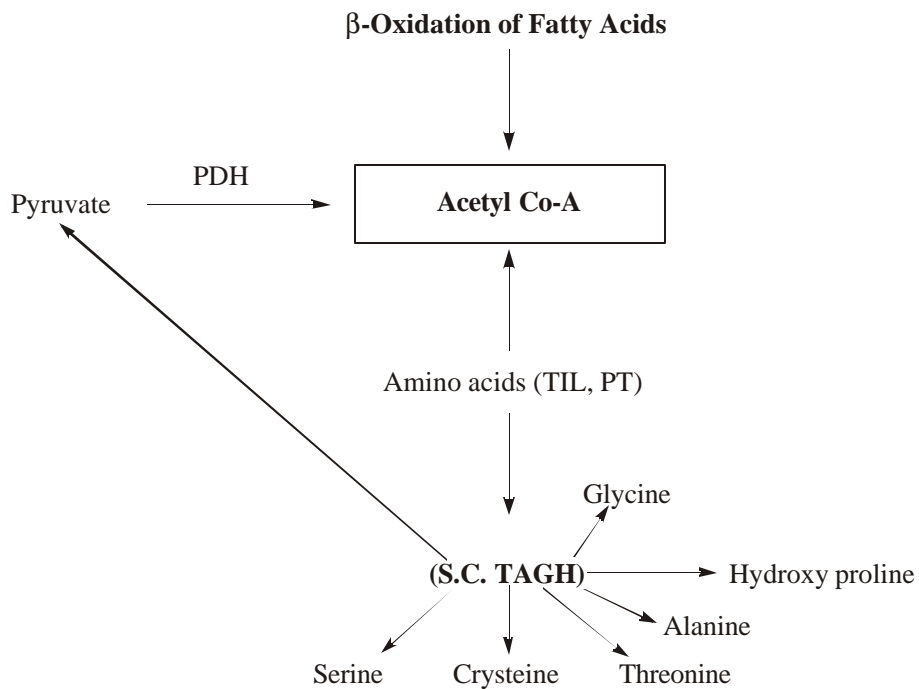 β-Oxidation of Fatty Acids
PDH
Pyruvate
Acetyl Co-A
Amino acids (TIL, PT)
Glycine
(S.C. TAGH)
Hydroxy proline
Alanine
Serine
Crysteine
Threonine